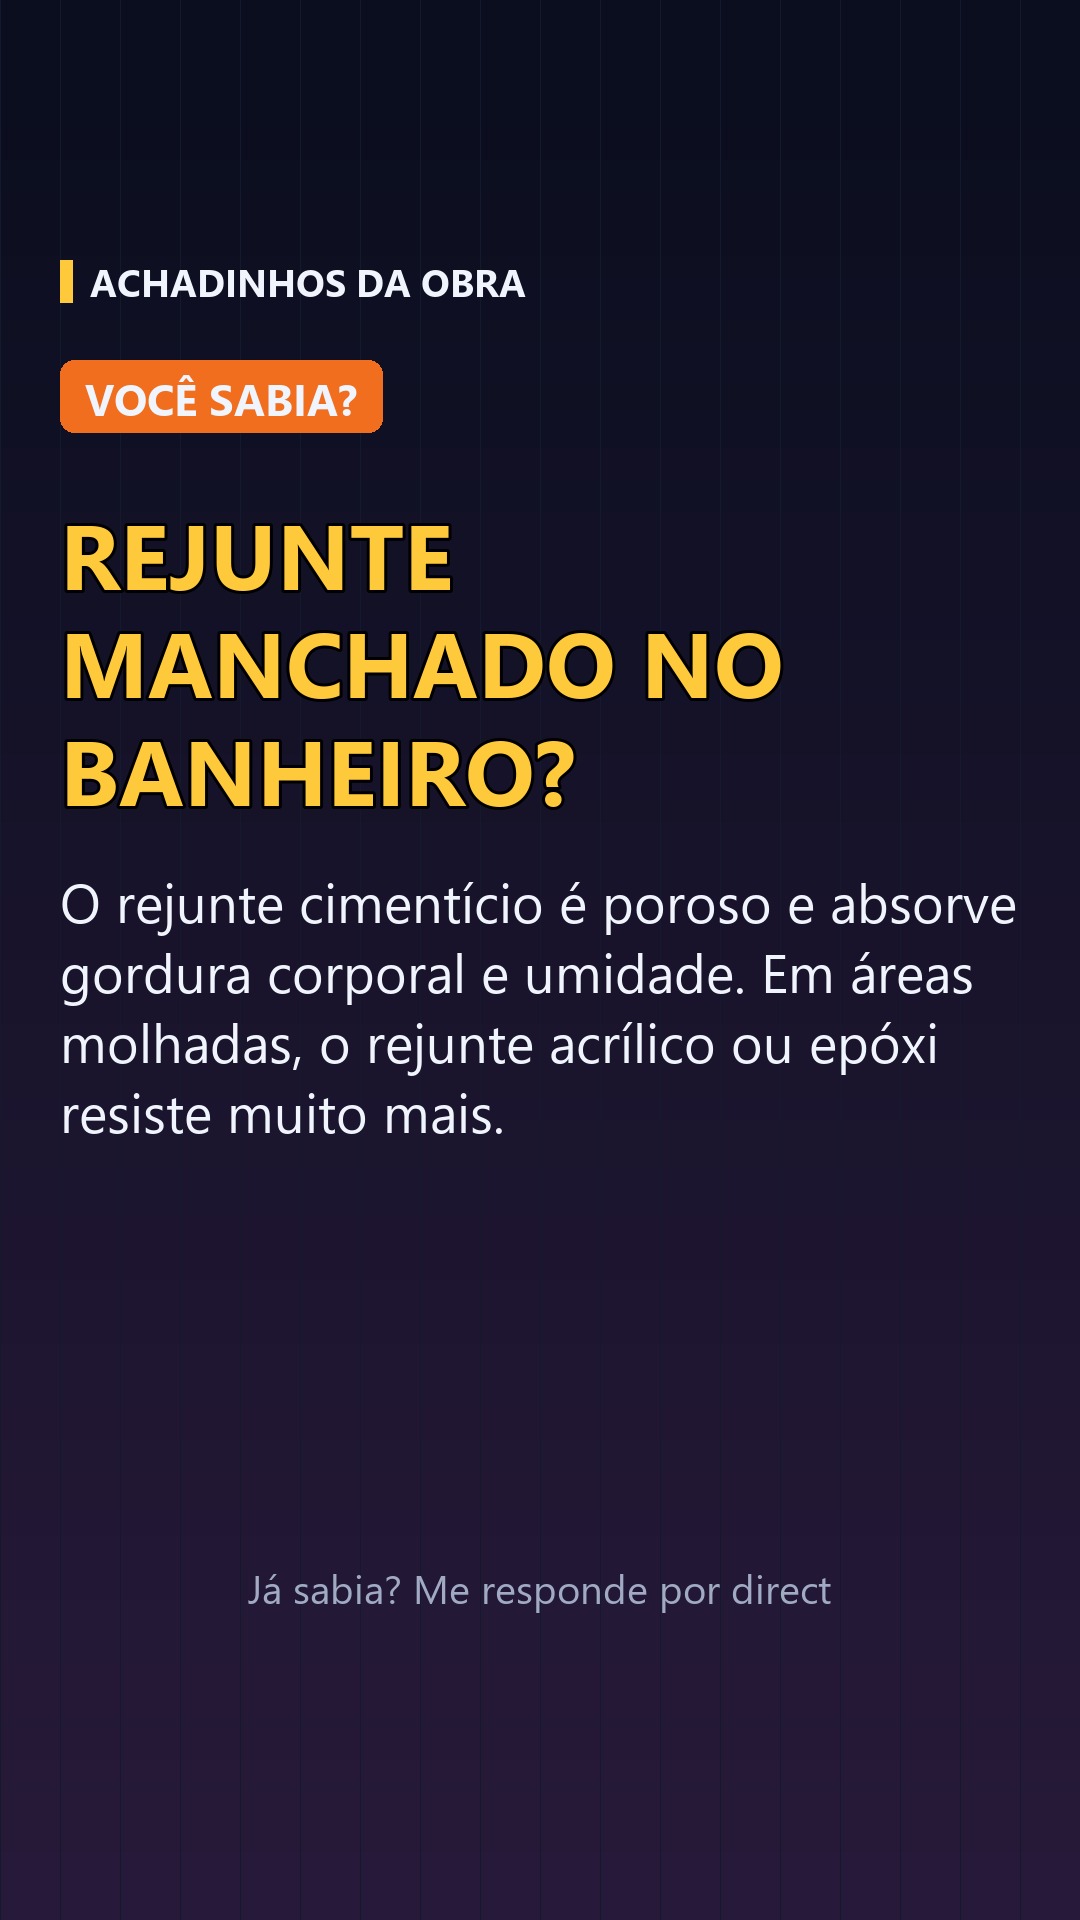 ACHADINHOS DA OBRA
VOCÊ SABIA?
REJUNTE
MANCHADO NO
BANHEIRO?
O rejunte cimentício é poroso e absorve
gordura corporal e umidade. Em áreas
molhadas, o rejunte acrílico ou epóxi
resiste muito mais.
Já sabia? Me responde por direct